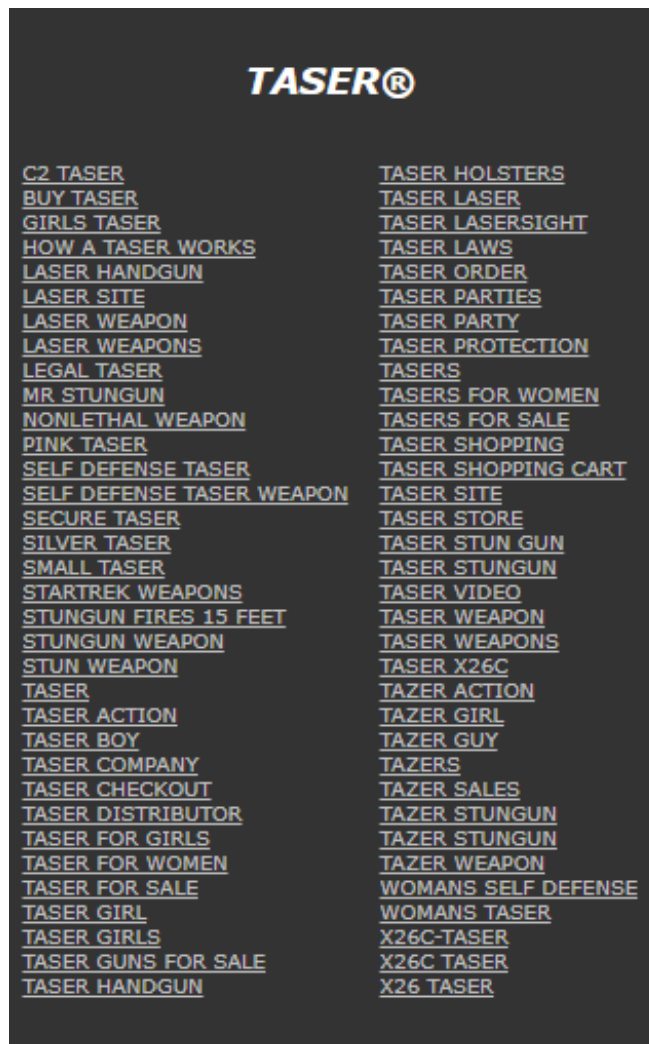 TASER®
C2 TASER
BUY TASER
GIRLS TASER
HOW A TASER WORKS
LASER HANDGUN
LASER SITE
LASER WEAPON
LASER WEAPONS
LEGAL TASER
MR STUNGUN
NONLETHAL WEAPON
PINK TASER
SELF DEFENSE TASER
SELF DEFENSE TASER WEAPON
SECURE TASER
SILVER TASER
SMALL TASER
STARTREK WEAPONS
STUNGUN FIRES 15 FEET
STUNGUN WEAPON
STUN WEAPON
TASER
TASER ACTION
TASER BOY
TASER COMPANY
TASER CHECKOUT
TASER DISTRIBUTOR
TASER FOR GIRLS
TASER FOR WOMEN
TASER FOR SALE
TASER GIRL
TASER GIRLS
TASER GUNS FOR SALE
TASER HANDGUN
TASER HOLSTERS
TASER LASER
TASER LASERSIGHT
TASER LAWS
TASER ORDER
TASER PARTIES
TASER PARTY
TASER PROTECTION
TASERS
TASERS FOR WOMEN
TASERS FOR SALE
TASER SHOPPING
TASER SHOPPING CART
TASER SITE
TASER STORE
TASER STUN GUN
TASER STUNGUN
TASER VIDEO
TASER WEAPON
TASER WEAPONS
TASER X26C
TAZER ACTION
TAZER GIRL
TAZER GUY
TAZERS
TAZER SALES
TAZER STUNGUN
TAZER STUNGUN
TAZER WEAPON
WOMANS SELF DEFENSE
WOMANS TASER
X26C-TASER
X26C TASER
X26 TASER